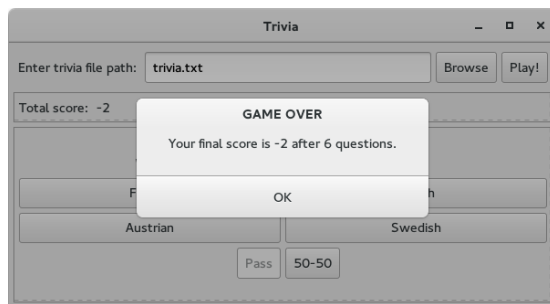 Trivia
Enter trivia file path: trivia.txt Browse Play!
Total score: -2
GAME OVER
Your final score is -2 after 6 questions.
OK
Austrian Swedish
Pass 50-50